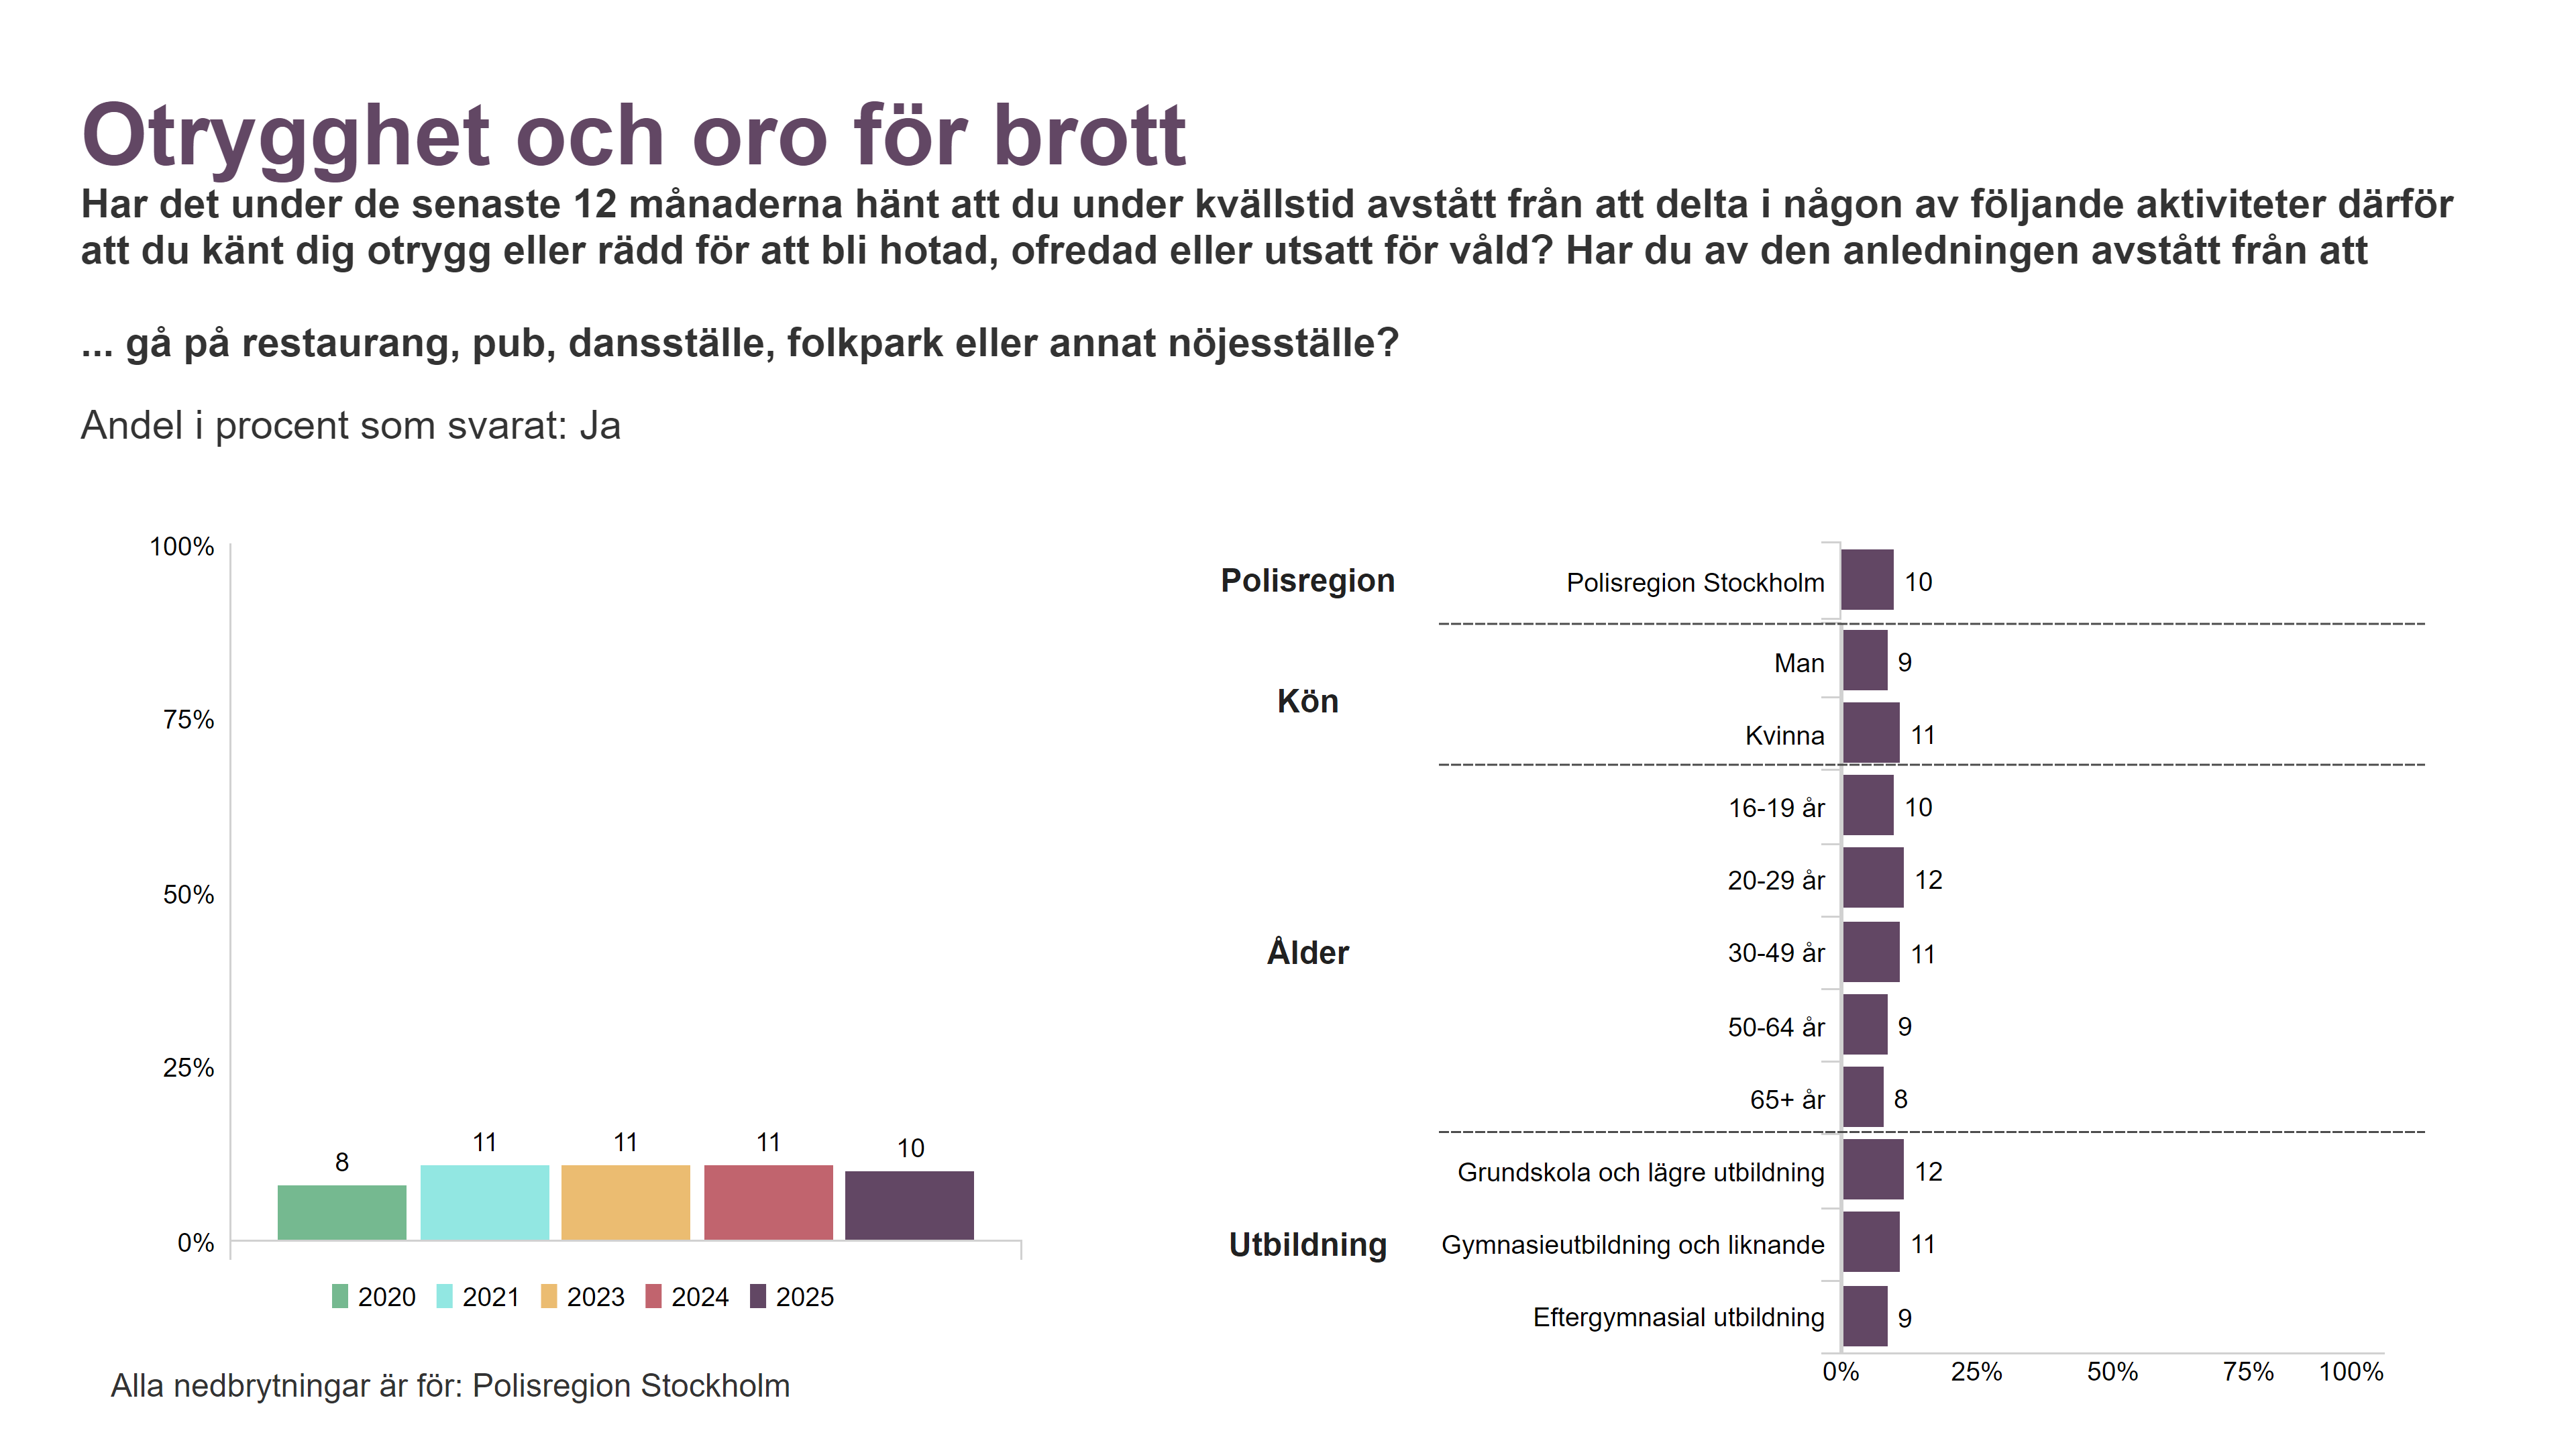 Otrygghet och oro för brott
Har det under de senaste 12 månaderna hänt att du under kvällstid avstått från att delta i någon av följande aktiviteter därför
att du känt dig otrygg eller rädd för att bli hotad, ofredad eller utsatt för våld? Har du av den anledningen avstått från att
... gå på restaurang, pub, dansställe, folkpark eller annat nöjesställe?
Andel i procent som svarat: Ja
100%
75%
50%
25%
0%
8
11
11
11
10
2020 2021 2023 2024 2025
Alla nedbrytningar är för: Polisregion Stockholm
Polisregion
Polisregion Stockholm 10
Kön
Man 9
Kvinna 11
Ålder
16-19 år 10
20-29 år 12
30-49 år 11
50-64 år 9
65+ år 8
Utbildning
Grundskola och lägre utbildning 12
Gymnasieutbildning och liknande 11
Eftergymnasial utbildning 9
0% 25% 50% 75% 100%